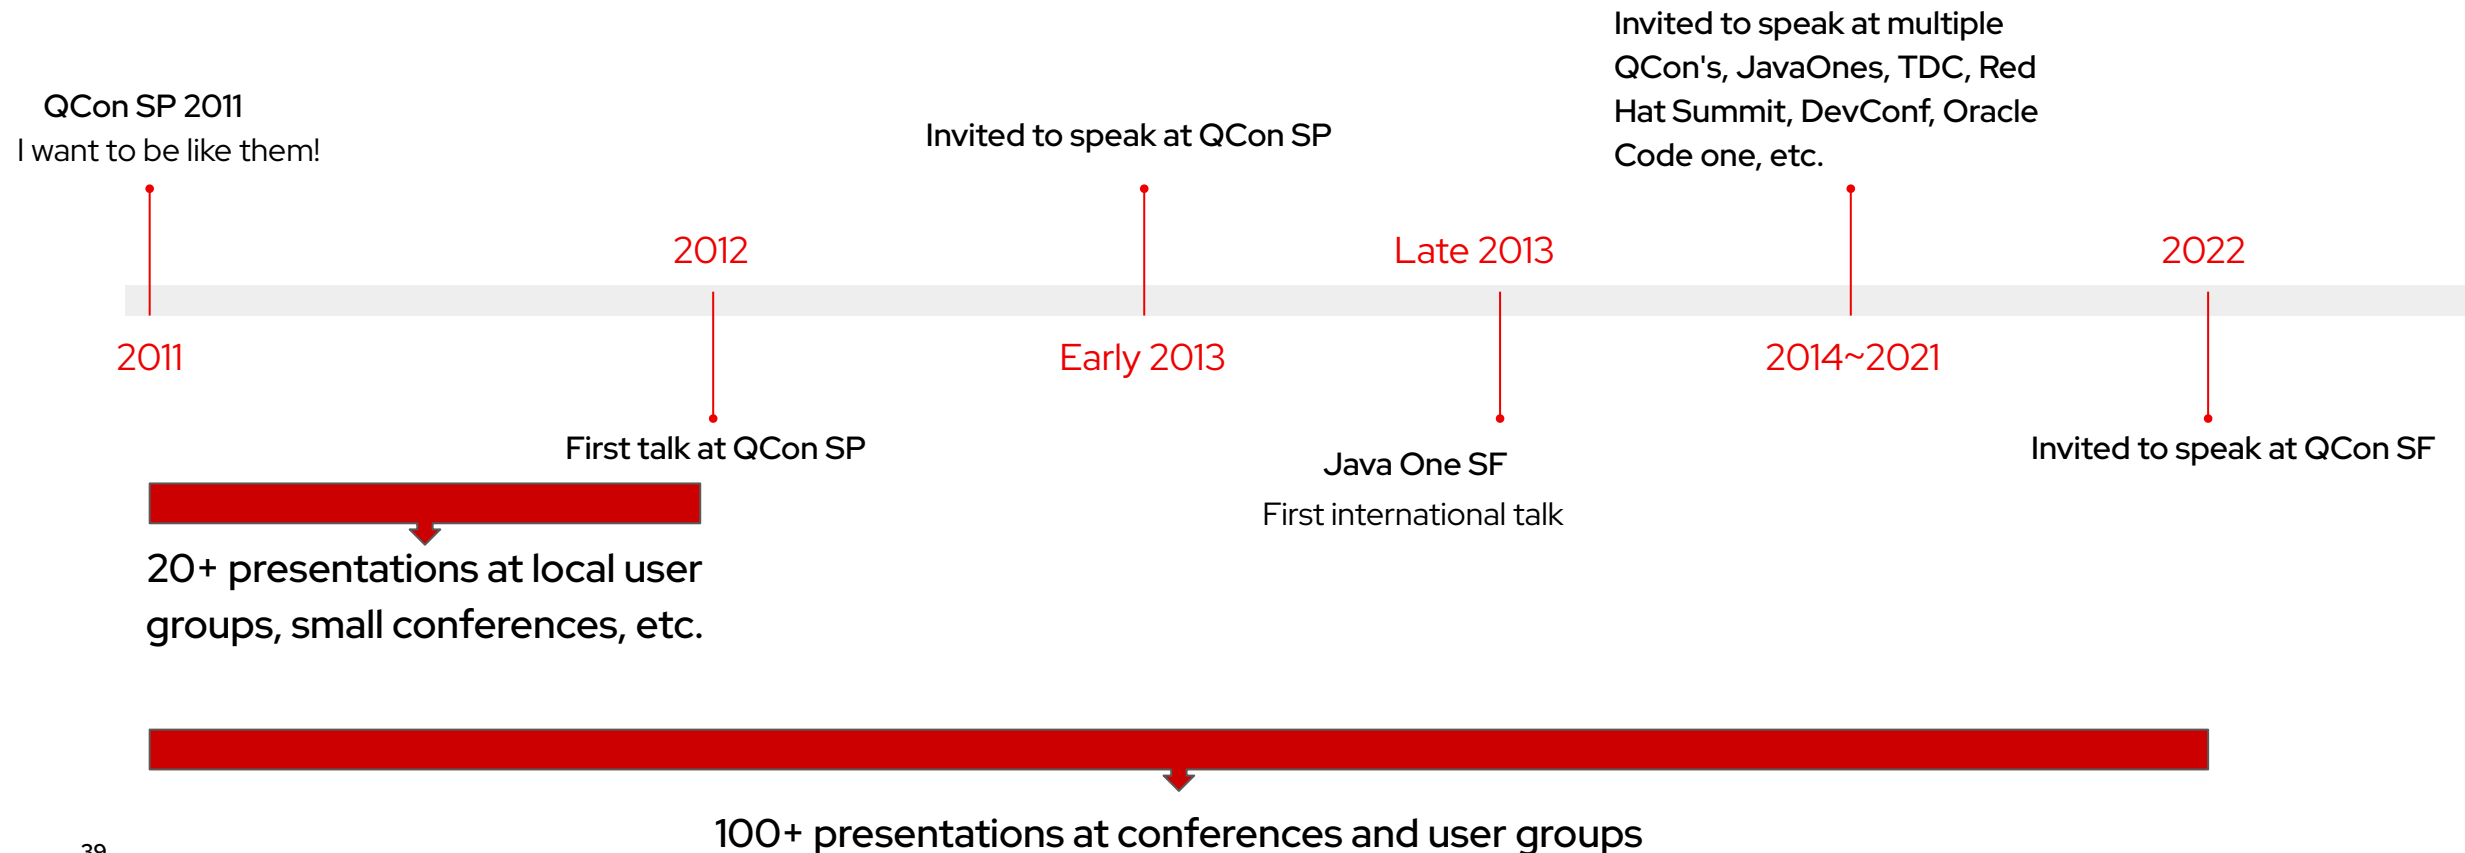 Invited to speak at multiple
QCon's, JavaOnes, TDC, Red
Hat Summit, DevConf, Oracle
Code one, etc.
QCon SP 2011
I want to be like them!
Invited to speak at QCon SP
2012
Late 2013
2022
2011
Early 2013
2014~2021
First talk at QCon SP
Java One SF
First international talk
Invited to speak at QCon SF
20+ presentations at local user
groups, small conferences, etc.
100+ presentations at conferences and user groups
39